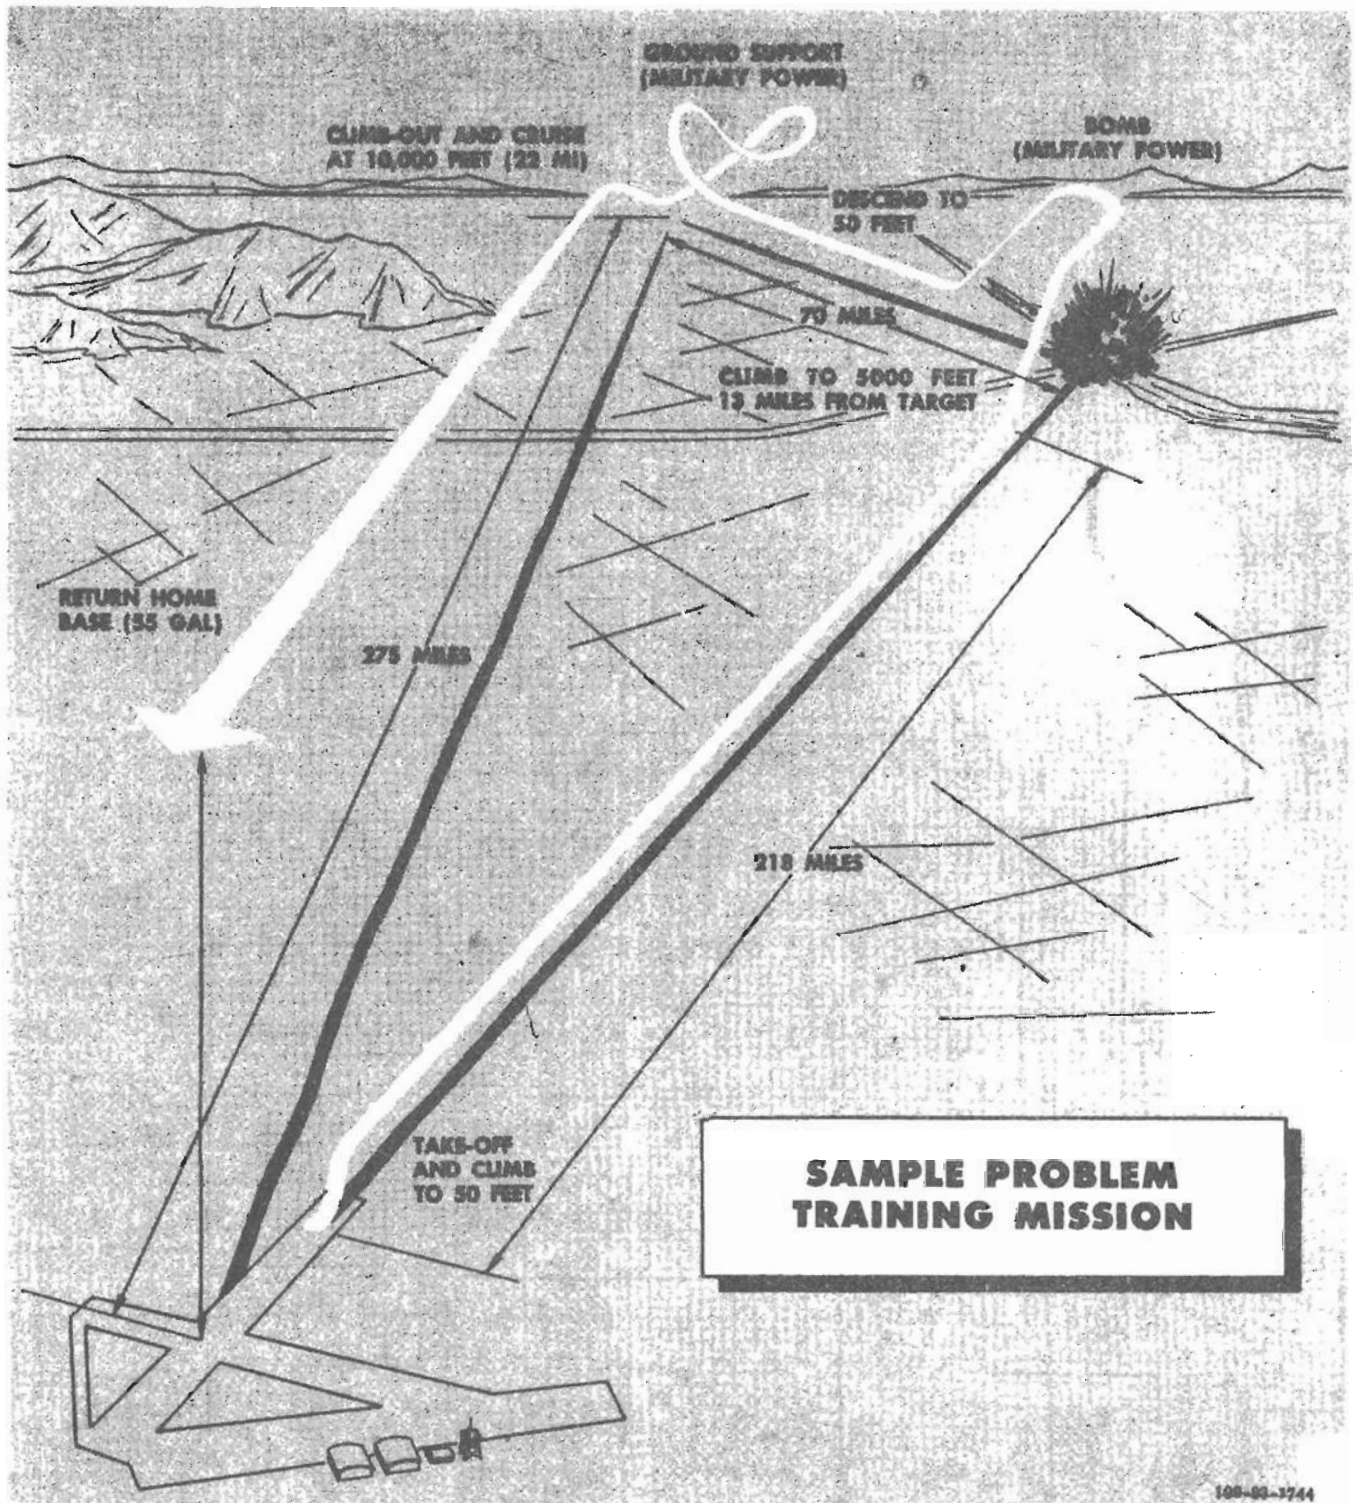 GROUND SUPPORT
(MILITARY POWER)
CLIMB-OUT AND CRUISE
AT 10,000 FEET (22 MI)
BOMB
(MILITARY POWER)
DESCEND TO
50 FEET
70 MILES
CLIMB TO 5000 FEET
13 MILES FROM TARGET
RETURN HOME
BASE (55 GAL)
275 MILES
218 MILES
TAKE-OFF
AND CLIMB
TO 50 FEET
SAMPLE PROBLEM
TRAINING MISSION